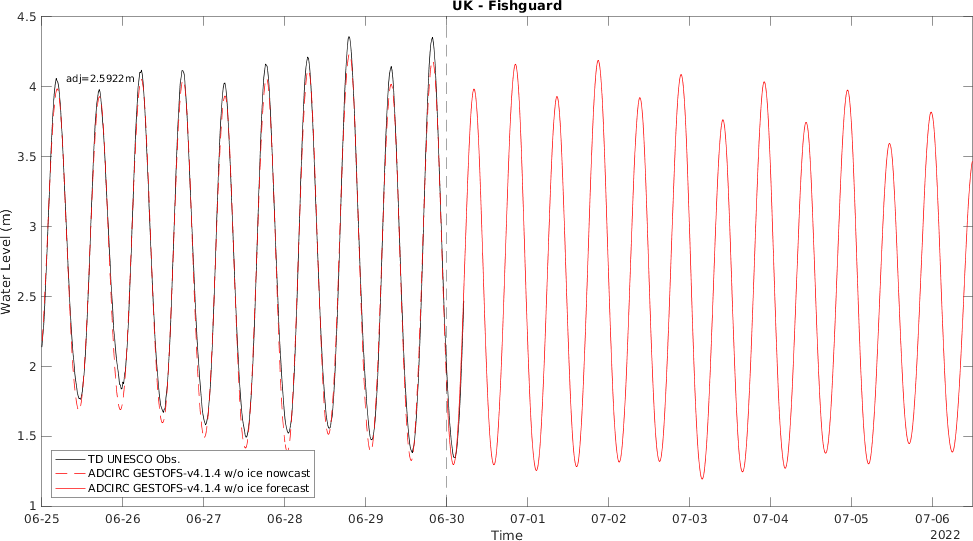 UK - Fishguard
4.5
4
3.5
3
2.5
2
1.5
1
Water Level (m)
adj=2.5922m
TD UNESCO Obs.
ADCIRC GESTOFS-v4.1.4 w/o ice nowcast
ADCIRC GESTOFS-v4.1.4 w/o ice forecast
06-25 06-26 06-27 06-28 06-29 06-30 07-01 07-02 07-03 07-04 07-05 07-06
2022
Time